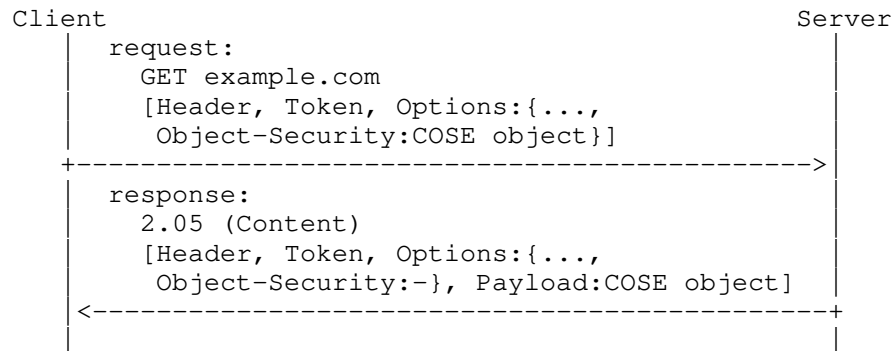 Client Server
request:
GET example.com
[Header, Token, Options:{...,
Object-Security:COSE object}]
response:
2.05 (Content)
[Header, Token, Options:{...,
Object-Security:-}, Payload:COSE object]